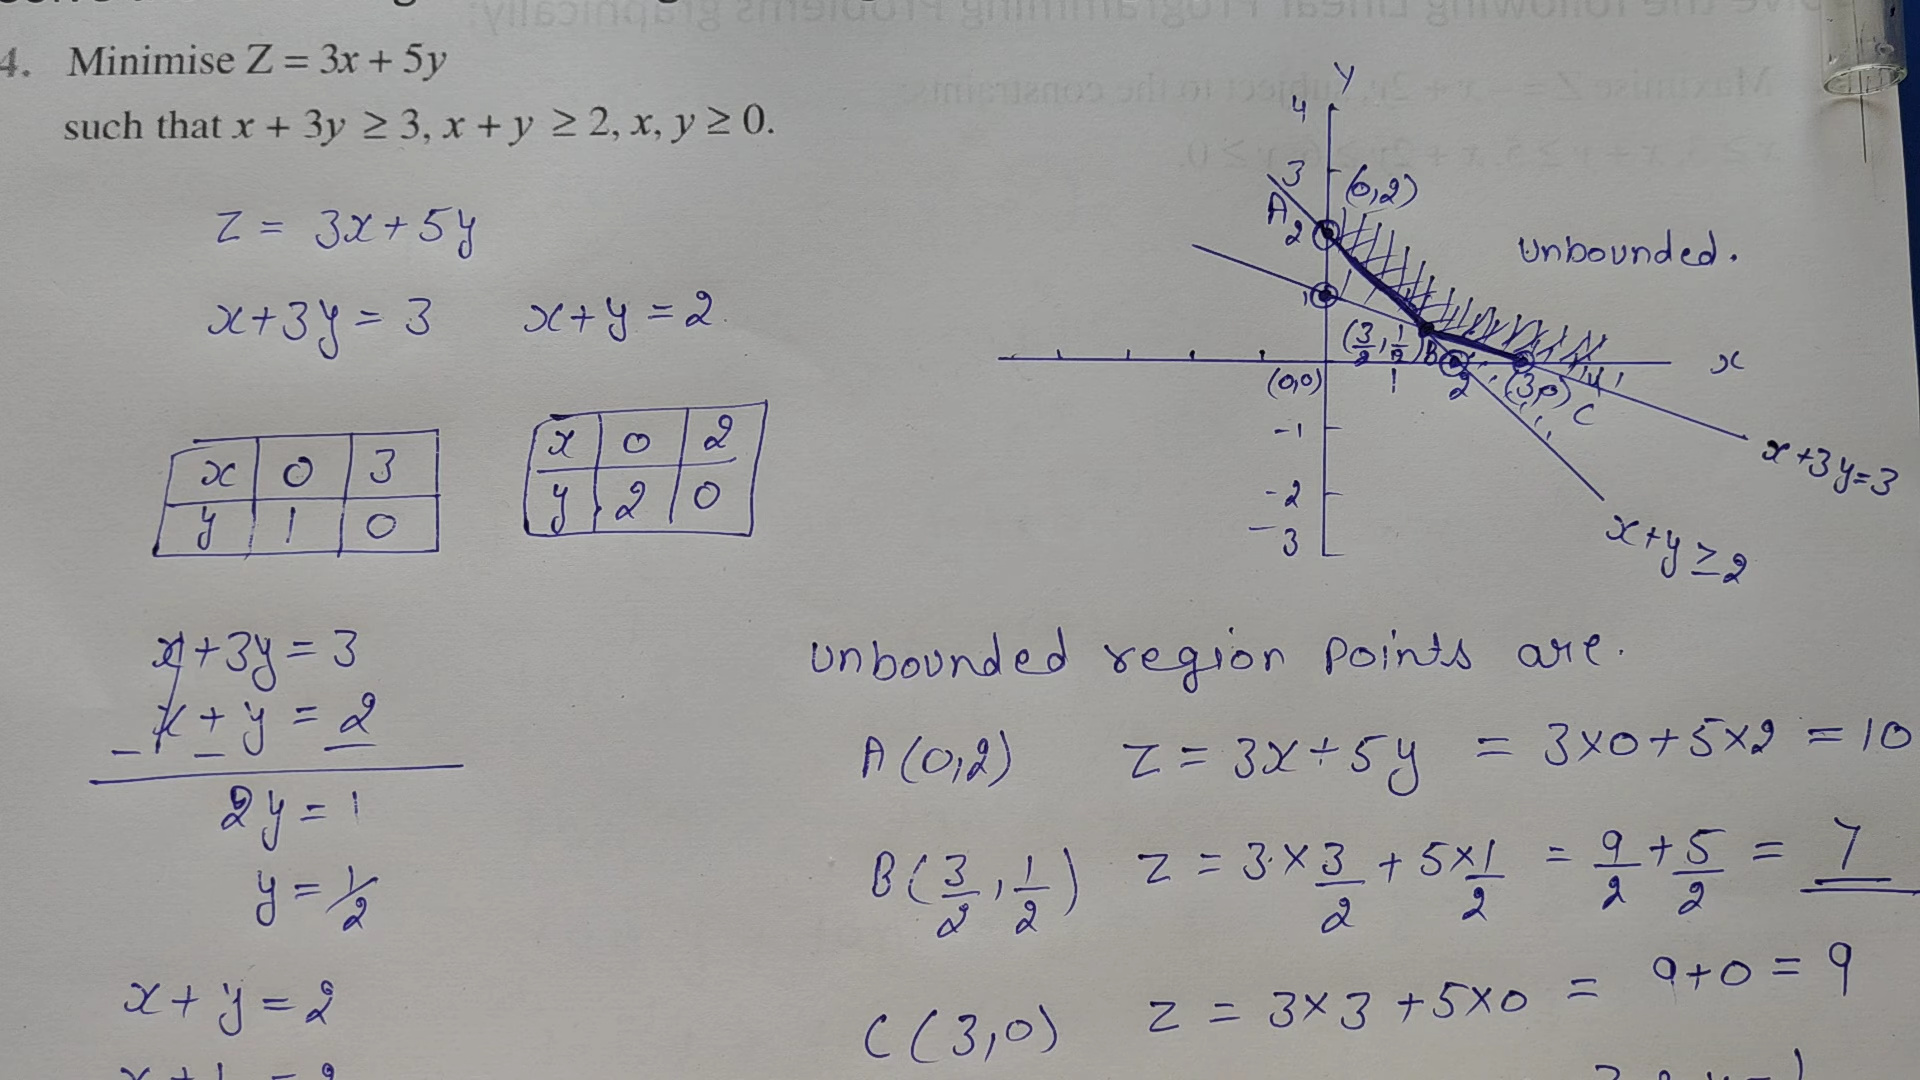 4. Minimise Z = 3x + 5y
such that x + 3y ≥ 3, x + y ≥ 2, x, y ≥ 0.
Z = 3x + 5y
x + 3y = 3    x + y = 2
x 0 3
y 1 0
x 0 2
y 2 0
x + 3y = 3
x + y = 2
- - -
2y = 1
y = 1/2
x + y = 2
y
4
3
(0,2)
A
2
1
unbounded.
(3/2, 1/2)
B
x
(0,0)
1
2
(3,0)
C
4
-1
-2
-3
x + 3y = 3
x + y ≥ 2
unbounded region points are.
A(0,2) Z = 3x + 5y = 3×0 + 5×2 = 10
B(3/2, 1/2) Z = 3×3/2 + 5×1/2 = 9/2 + 5/2 = 7
C(3,0) Z = 3×3 + 5×0 = 9+0 = 9